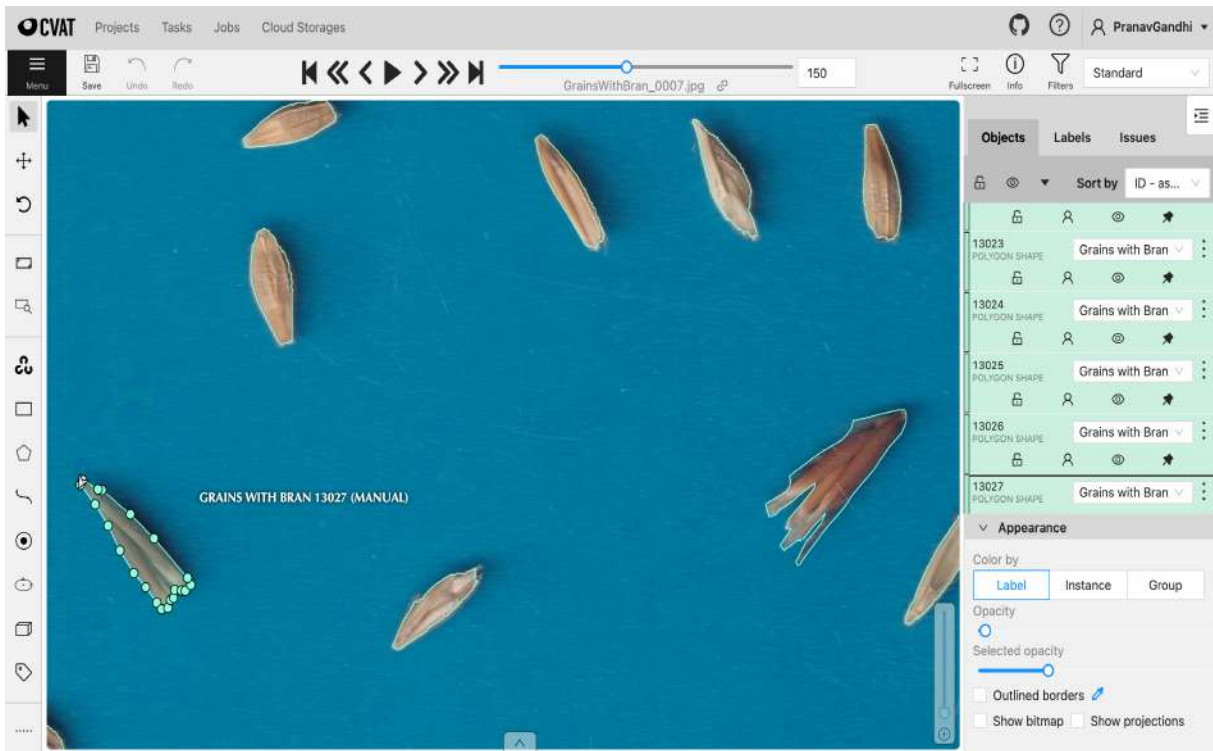 CVAT Projects Tasks Jobs Cloud Storages PranavGandhi
Menu Save Undo Redo GrainsWithBran_0007.jpg 150 Fullscreen Info Filters Standard
Objects Labels Issues
Sort by ID - as...
13023 Grains with Bran
POLYGON SHAPE
13024 Grains with Bran
POLYGON SHAPE
13025 Grains with Bran
POLYGON SHAPE
13026 Grains with Bran
POLYGON SHAPE
13027 Grains with Bran
POLYGON SHAPE
GRAINS WITH BRAN 13027 (MANUAL)
Appearance
Color by
Label Instance Group
Opacity
Selected opacity
Outlined borders
Show bitmap Show projections